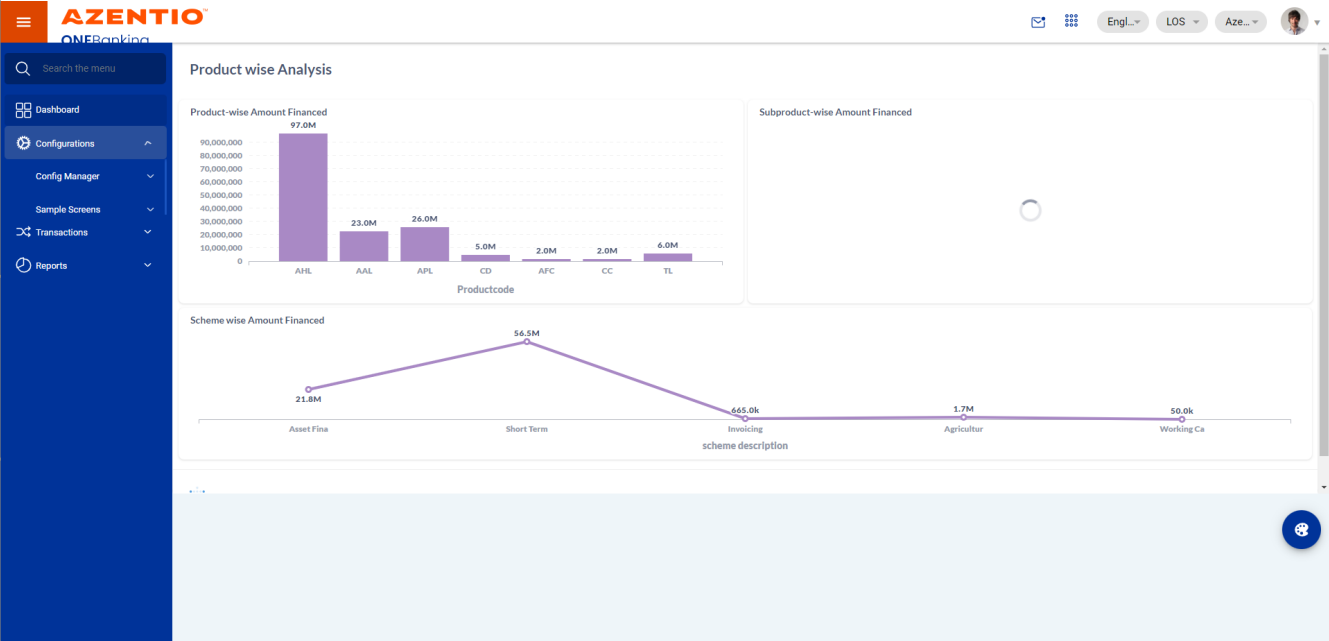 AZENTIO™
ONEBanking
Engl...
LOS
Aze...
Search the menu
Dashboard
Configurations
Config Manager
Sample Screens
Transactions
Reports
Product wise Analysis
Product-wise Amount Financed
97.0M
90,000,000
80,000,000
70,000,000
60,000,000
50,000,000
40,000,000
30,000,000
20,000,000
10,000,000
0
23.0M
26.0M
5.0M
2.0M
2.0M
6.0M
AHL
AAL
APL
CD
AFC
CC
TL
Productcode
Subproduct-wise Amount Financed
Scheme wise Amount Financed
56.5M
21.8M
665.0k
1.7M
50.0k
Asset Fina
Short Term
Invoicing
Agricultur
Working Ca
scheme description